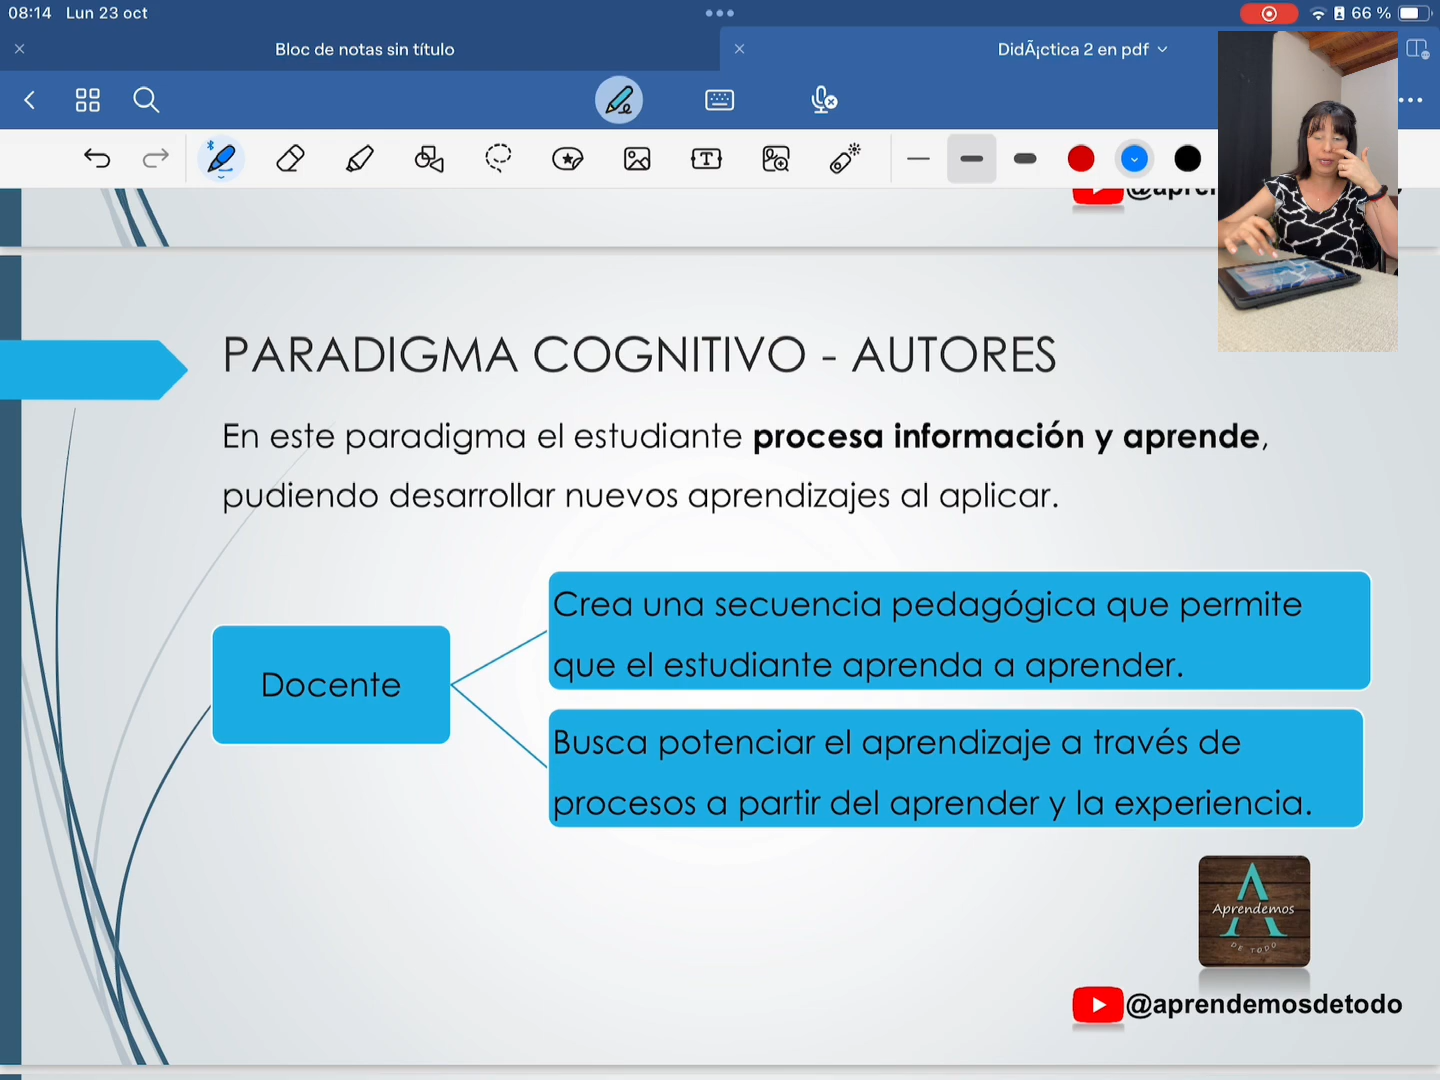 08:14 Lun 23 oct
66 %
Bloc de notas sin título
DidÃ¡ctica 2 en pdf
PARADIGMA COGNITIVO - AUTORES
En este paradigma el estudiante procesa información y aprende,
pudiendo desarrollar nuevos aprendizajes al aplicar.
Crea una secuencia pedagógica que permite
que el estudiante aprenda a aprender.
Docente
Busca potenciar el aprendizaje a través de
procesos a partir del aprender y la experiencia.
Aprendemos
DE TODO
@aprendemosdetodo